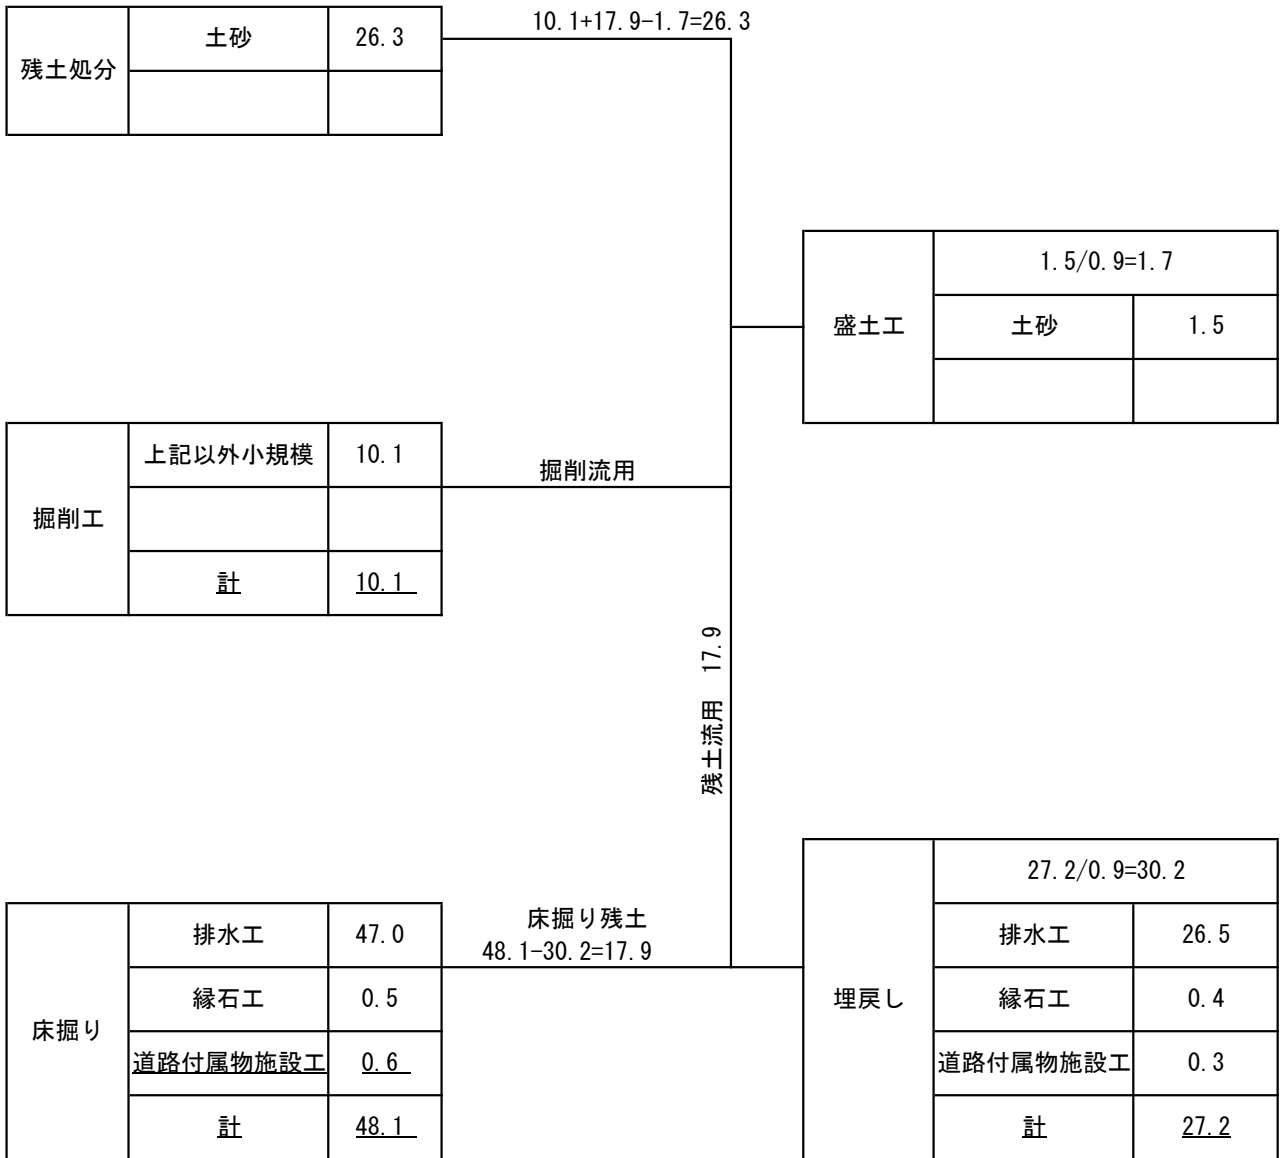 10.1+17.9-1.7=26.3
残土処分
土砂 26.3
1.5/0.9=1.7
盛土工
土砂 1.5
掘削工
上記以外小規模 10.1
計 10.1
掘削流用
残土流用 17.9
床掘り残土
48.1-30.2=17.9
床掘り
排水工 47.0
縁石工 0.5
道路付属物施設工 0.6
計 48.1
27.2/0.9=30.2
埋戻し
排水工 26.5
縁石工 0.4
道路付属物施設工 0.3
計 27.2